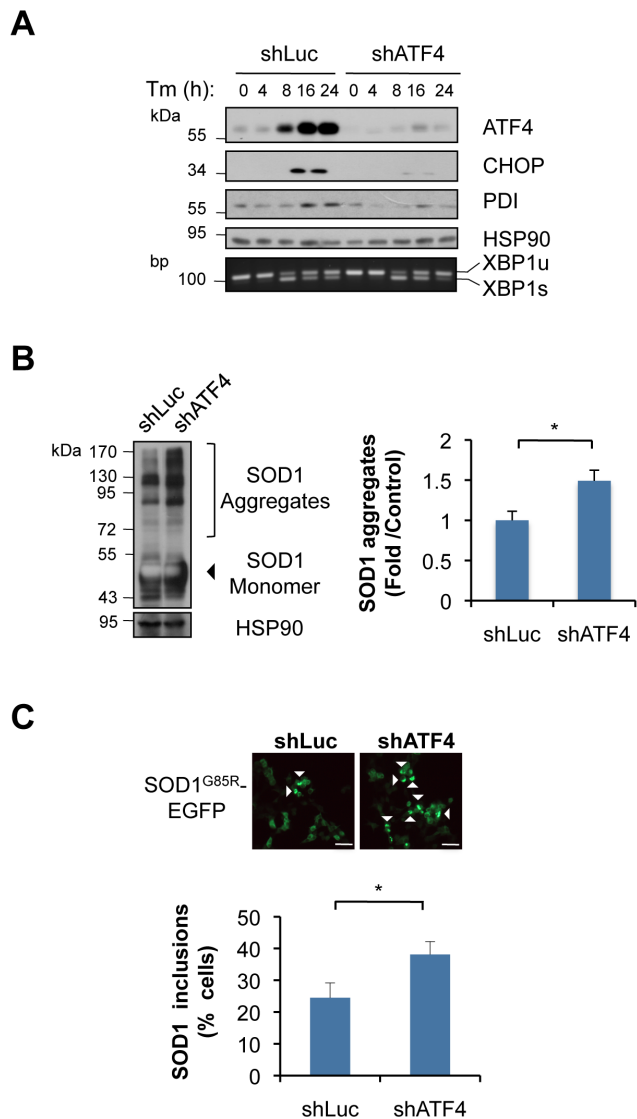 A
shLuc shATF4
Tm (h): 0 4 8 16 24 0 4 8 16 24
kDa
55 ATF4
34 CHOP
55 PDI
95 HSP90
bp XBP1u
100 XBP1s
B
shLuc shATF4
kDa 170
130
95
72
55
43
95
SOD1
Aggregates
SOD1
Monomer
HSP90
SOD1 aggregates
(Fold /Control)
2
1.5
1
0.5
0
*
shLuc shATF4
C
shLuc shATF4
SOD1G85R-
EGFP
SOD1 inclusions
(% cells)
50
40
30
20
10
0
*
shLuc shATF4